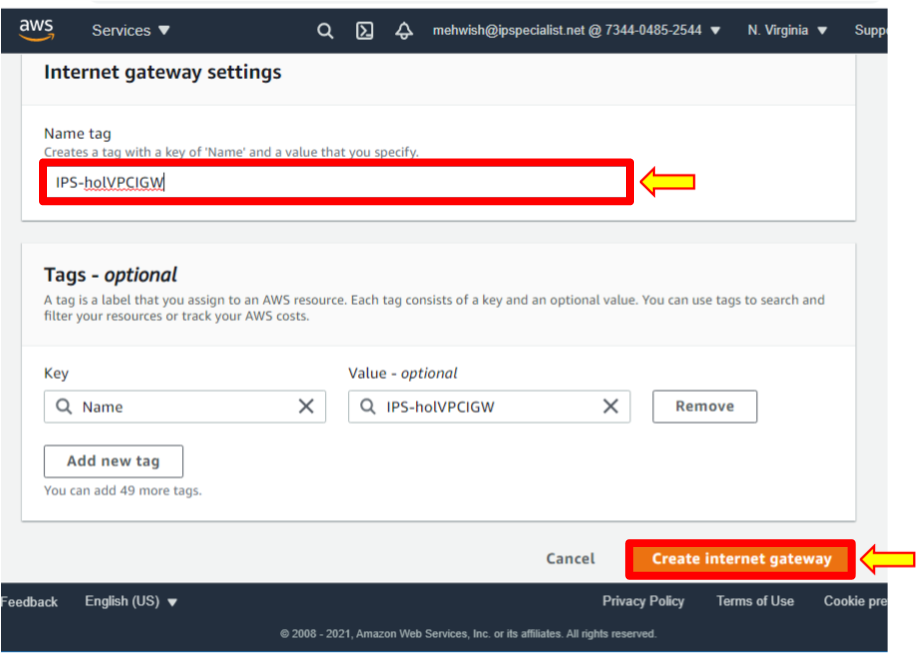 aws Services ▼ mehwish@ipspecialist.net @ 7344-0485-2544 ▼ N. Virginia ▼ Suppo
Internet gateway settings
Name tag
Creates a tag with a key of 'Name' and a value that you specify.
IPS-holVPCIGW
Tags - optional
A tag is a label that you assign to an AWS resource. Each tag consists of a key and an optional value. You can use tags to search and
filter your resources or track your AWS costs.
Key Value - optional
Name IPS-holVPCIGW Remove
Add new tag
You can add 49 more tags.
Cancel Create internet gateway
Feedback English (US) ▼ Privacy Policy Terms of Use Cookie pre
© 2008 - 2021, Amazon Web Services, Inc. or its affiliates. All rights reserved.